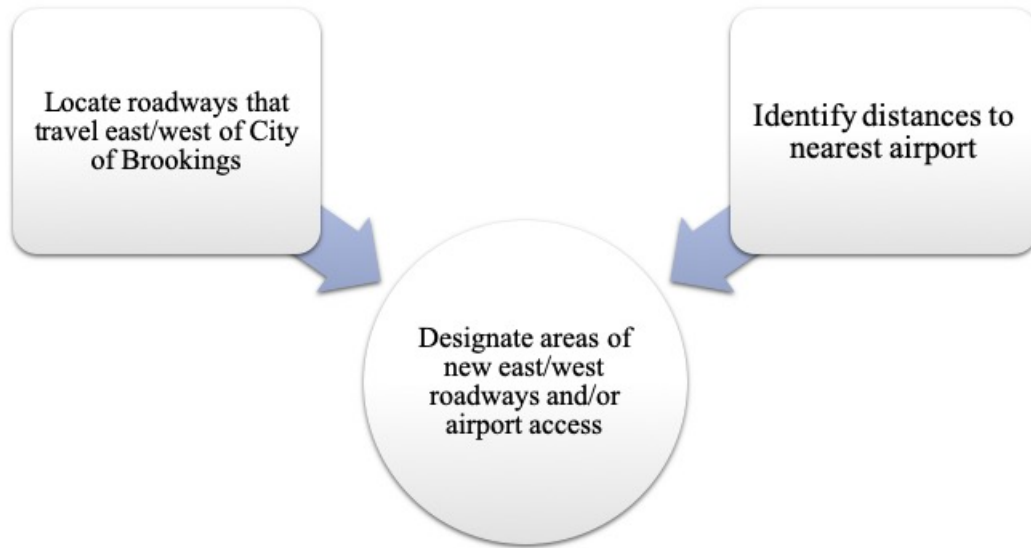 Locate roadways that
travel east/west of City
of Brookings
Identify distances to
nearest airport
Designate areas of
new east/west
roadways and/or
airport access